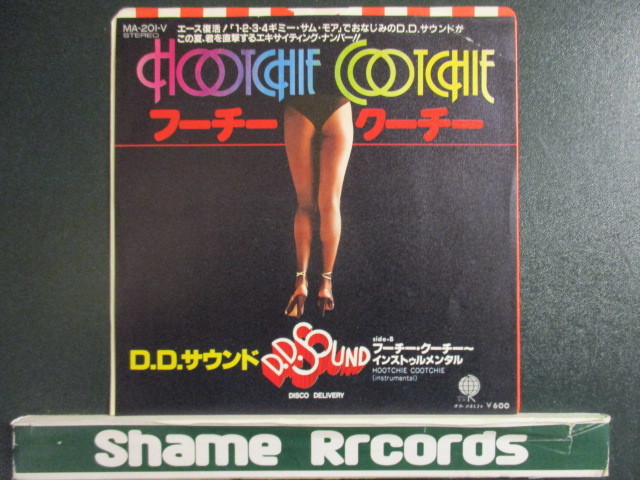 MA-201-V
STEREO
エース復活!「1・2・3・4ギミー・サム・モア」でおなじみのD.D.サウンドが
この夏、君を直撃するエキサイティング・ナンバー!!
HOOTCHIE COOTCHIE
フーチー クーチー
D.D.サウンド
D.D.SOUND
DISCO DELIVERY
side-B
フーチー・クーチー～
インストゥルメンタル
HOOTCHIE COOTCHIE
(instrumental)
¥600
Shame Rrcords